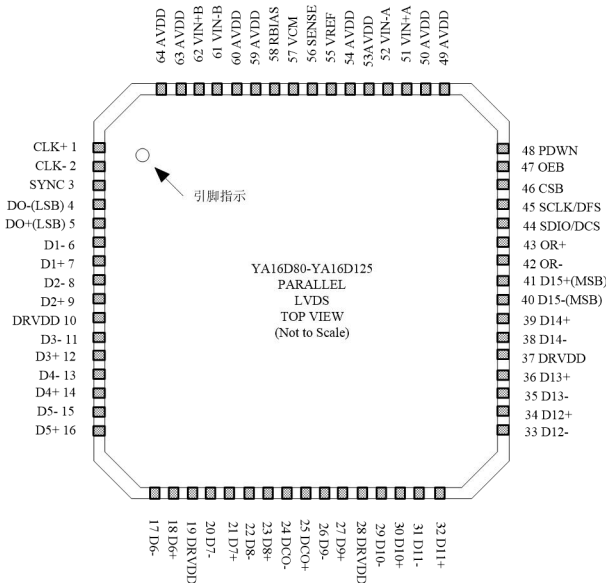 64 AVDD
63 AVDD
62 VIN+B
61 VIN-B
60 AVDD
59 AVDD
58 RBIAS
57 VCM
56 SENSE
55 VREF
54 AVDD
53AVDD
52 VIN-A
51 VIN+A
50 AVDD
49 AVDD
CLK+ 1
CLK- 2
SYNC 3
DO-(LSB) 4
DO+(LSB) 5
D1- 6
D1+ 7
D2- 8
D2+ 9
DRVDD 10
D3- 11
D3+ 12
D4- 13
D4+ 14
D5- 15
D5+ 16
引脚指示
YA16D80-YA16D125
PARALLEL
LVDS
TOP VIEW
(Not to Scale)
48 PDWN
47 OEB
46 CSB
45 SCLK/DFS
44 SDIO/DCS
43 OR+
42 OR-
41 D15+(MSB)
40 D15-(MSB)
39 D14+
38 D14-
37 DRVDD
36 D13+
35 D13-
34 D12+
33 D12-
17 D6-
18 D6+
19 DRVDD
20 D7-
21 D7+
22 D8-
23 D8+
24 DCO-
25 DCO+
26 D9-
27 D9+
28 DRVDD
29 D10-
30 D10+
31 D11-
32 D11+